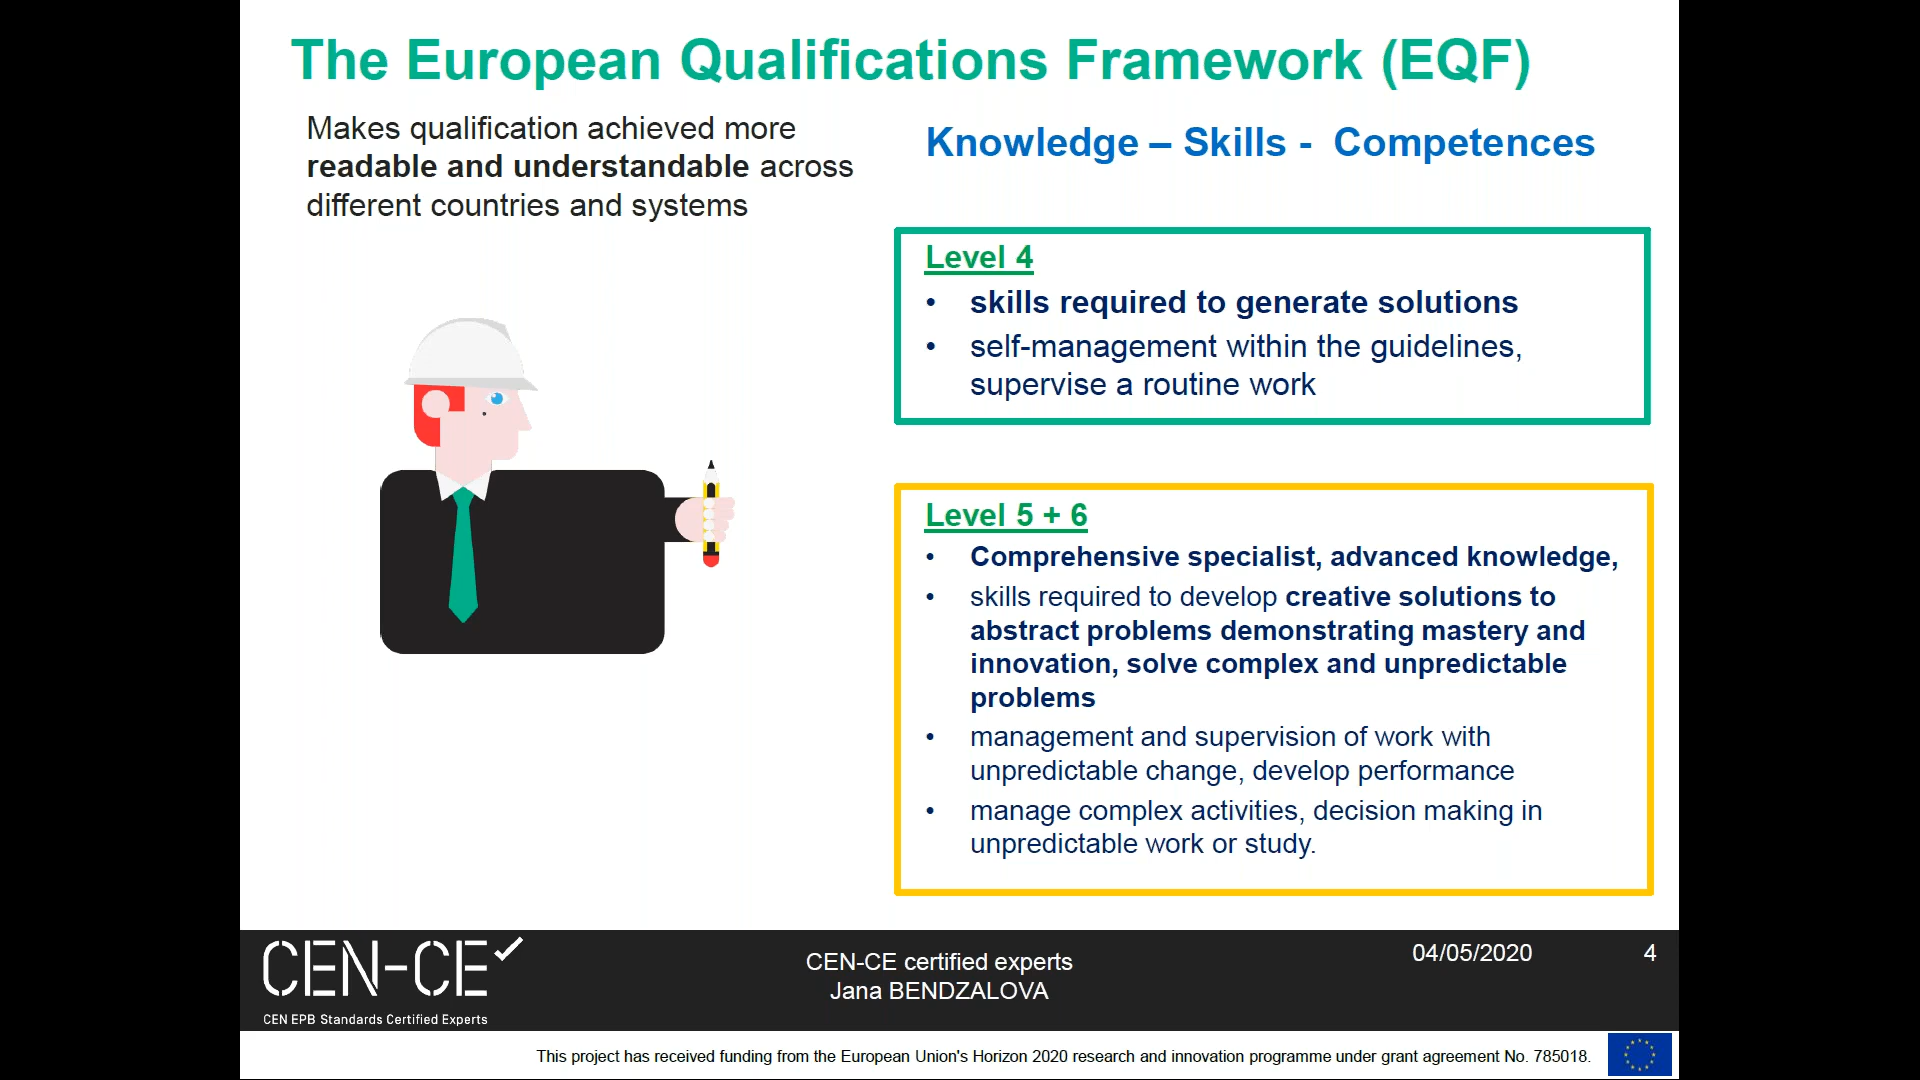 The European Qualifications Framework (EQF)
Makes qualification achieved more
readable and understandable across
different countries and systems
Knowledge – Skills - Competences
Level 4
• skills required to generate solutions
• self-management within the guidelines,
supervise a routine work
Level 5 + 6
• Comprehensive specialist, advanced knowledge,
• skills required to develop creative solutions to
abstract problems demonstrating mastery and
innovation, solve complex and unpredictable
problems
• management and supervision of work with
unpredictable change, develop performance
• manage complex activities, decision making in
unpredictable work or study.
CEN-CE
CEN EPB Standards Certified Experts
CEN-CE certified experts
Jana BENDZALOVA
04/05/2020
4
This project has received funding from the European Union's Horizon 2020 research and innovation programme under grant agreement No. 785018.